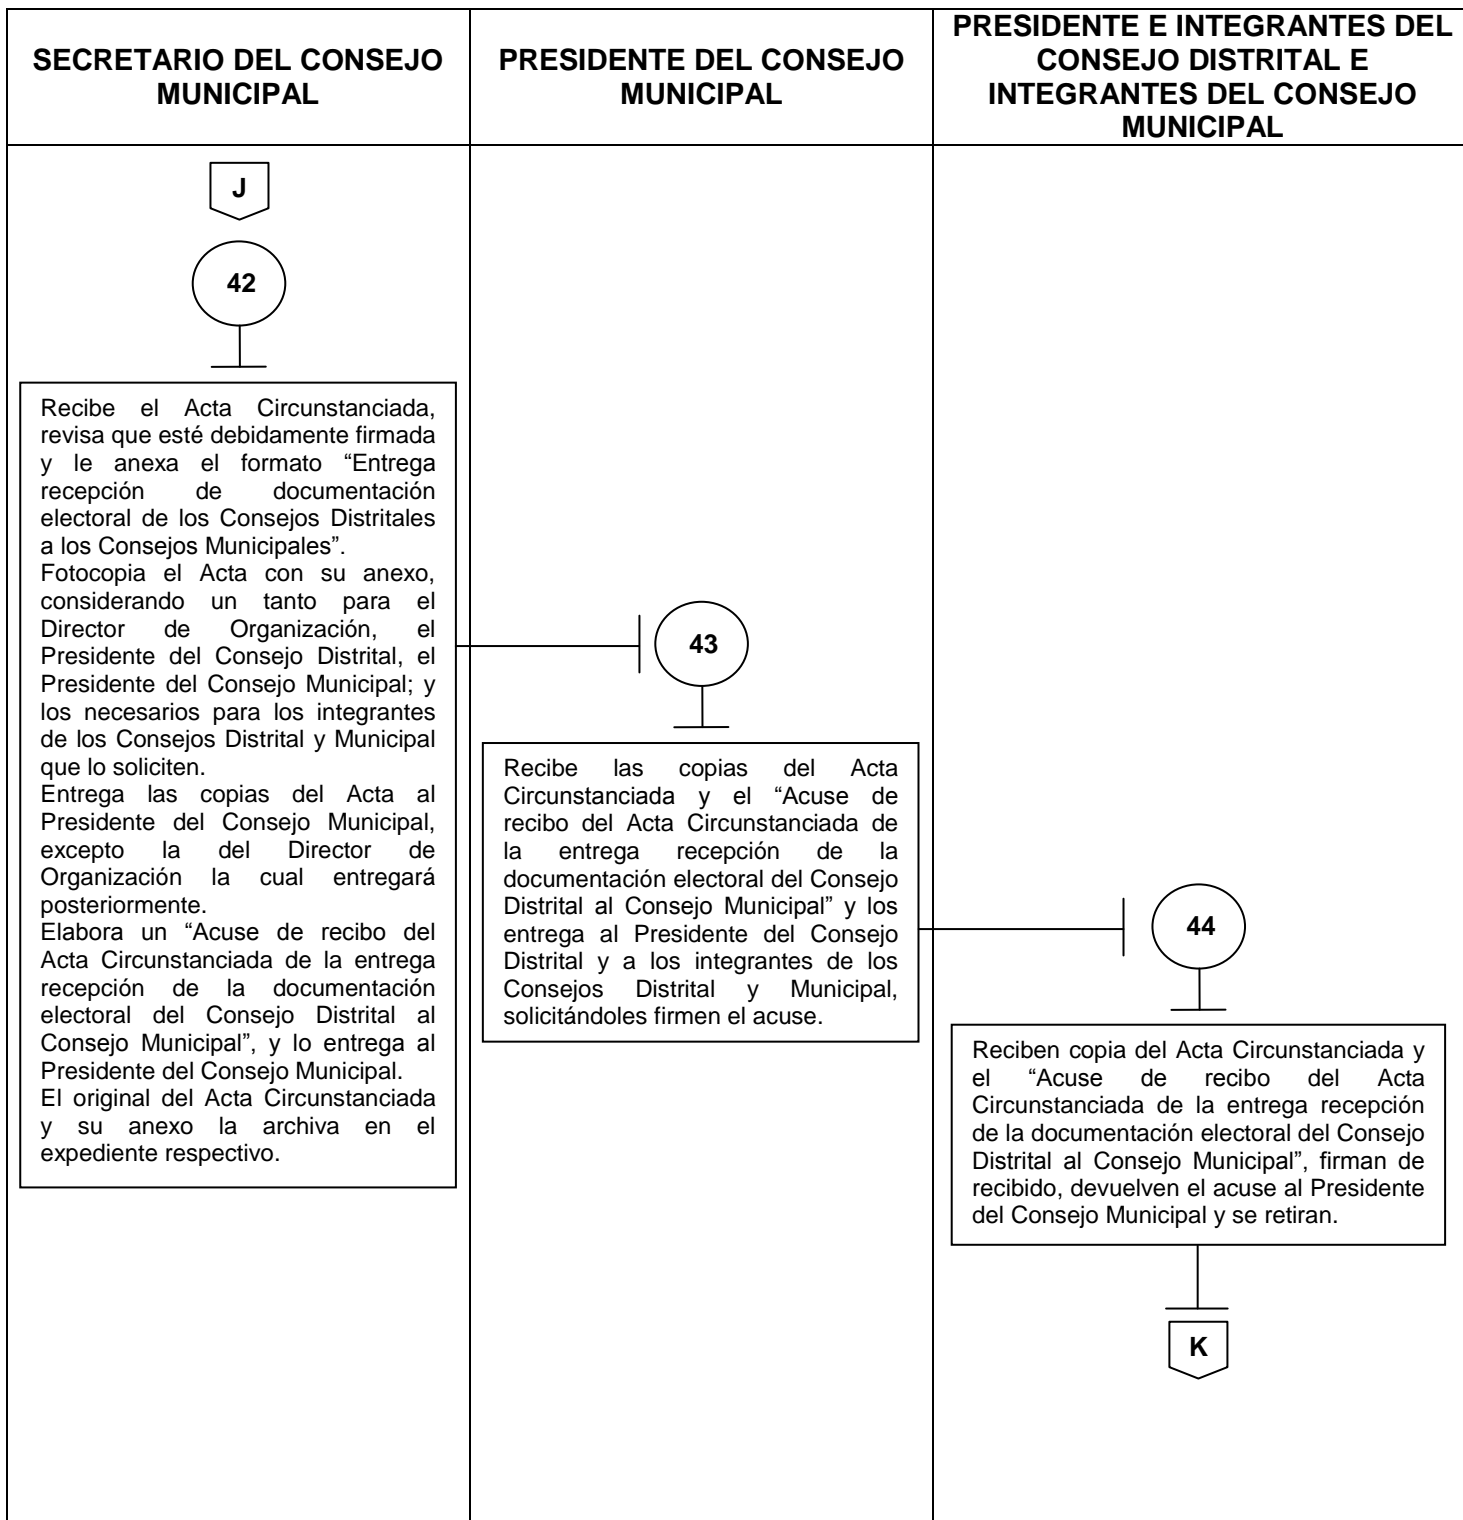 SECRETARIO DEL CONSEJO
MUNICIPAL
PRESIDENTE DEL CONSEJO
MUNICIPAL
PRESIDENTE E INTEGRANTES DEL
CONSEJO DISTRITAL E
INTEGRANTES DEL CONSEJO
MUNICIPAL
J
42
Recibe el Acta Circunstanciada,
revisa que esté debidamente firmada
y le anexa el formato “Entrega
recepción de documentación
electoral de los Consejos Distritales
a los Consejos Municipales”.
Fotocopia el Acta con su anexo,
considerando un tanto para el
Director de Organización, el
Presidente del Consejo Distrital, el
Presidente del Consejo Municipal; y
los necesarios para los integrantes
de los Consejos Distrital y Municipal
que lo soliciten.
Entrega las copias del Acta al
Presidente del Consejo Municipal,
excepto la del Director de
Organización la cual entregará
posteriormente.
Elabora un “Acuse de recibo del
Acta Circunstanciada de la entrega
recepción de la documentación
electoral del Consejo Distrital al
Consejo Municipal”, y lo entrega al
Presidente del Consejo Municipal.
El original del Acta Circunstanciada
y su anexo la archiva en el
expediente respectivo.
43
Recibe las copias del Acta
Circunstanciada y el “Acuse de
recibo del Acta Circunstanciada de
la entrega recepción de la
documentación electoral del Consejo
Distrital al Consejo Municipal” y los
entrega al Presidente del Consejo
Distrital y a los integrantes de los
Consejos Distrital y Municipal,
solicitándoles firmen el acuse.
44
Reciben copia del Acta Circunstanciada y
el “Acuse de recibo del Acta
Circunstanciada de la entrega recepción
de la documentación electoral del Consejo
Distrital al Consejo Municipal”, firman de
recibido, devuelven el acuse al Presidente
del Consejo Municipal y se retiran.
K